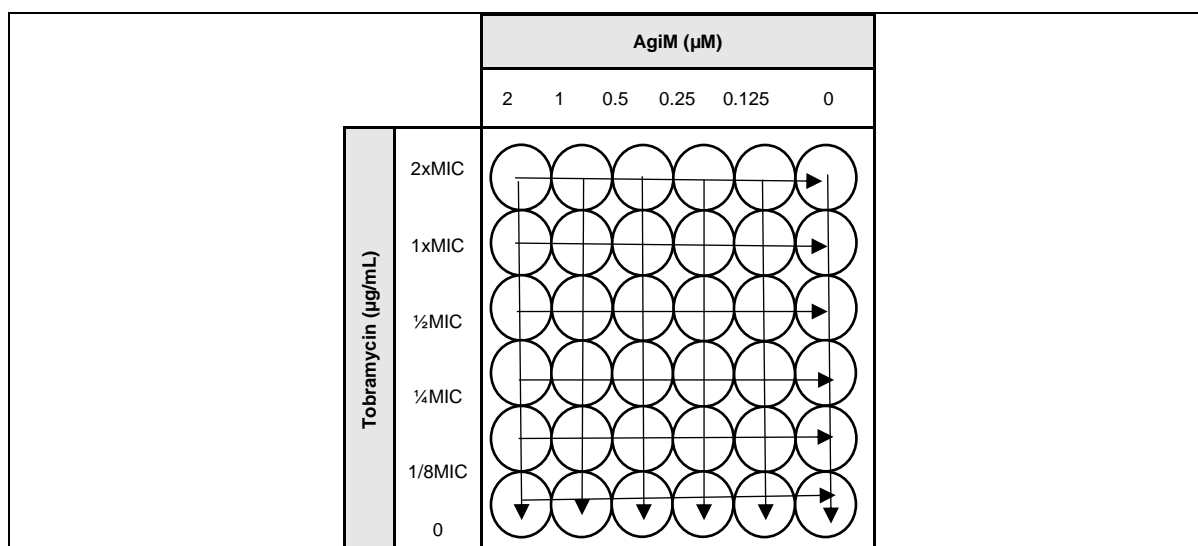 AgiM (µM)
2 1 0.5 0.25 0.125 0
Tobramycin (µg/mL)
2xMIC
1xMIC
½MIC
¼MIC
1/8MIC
0